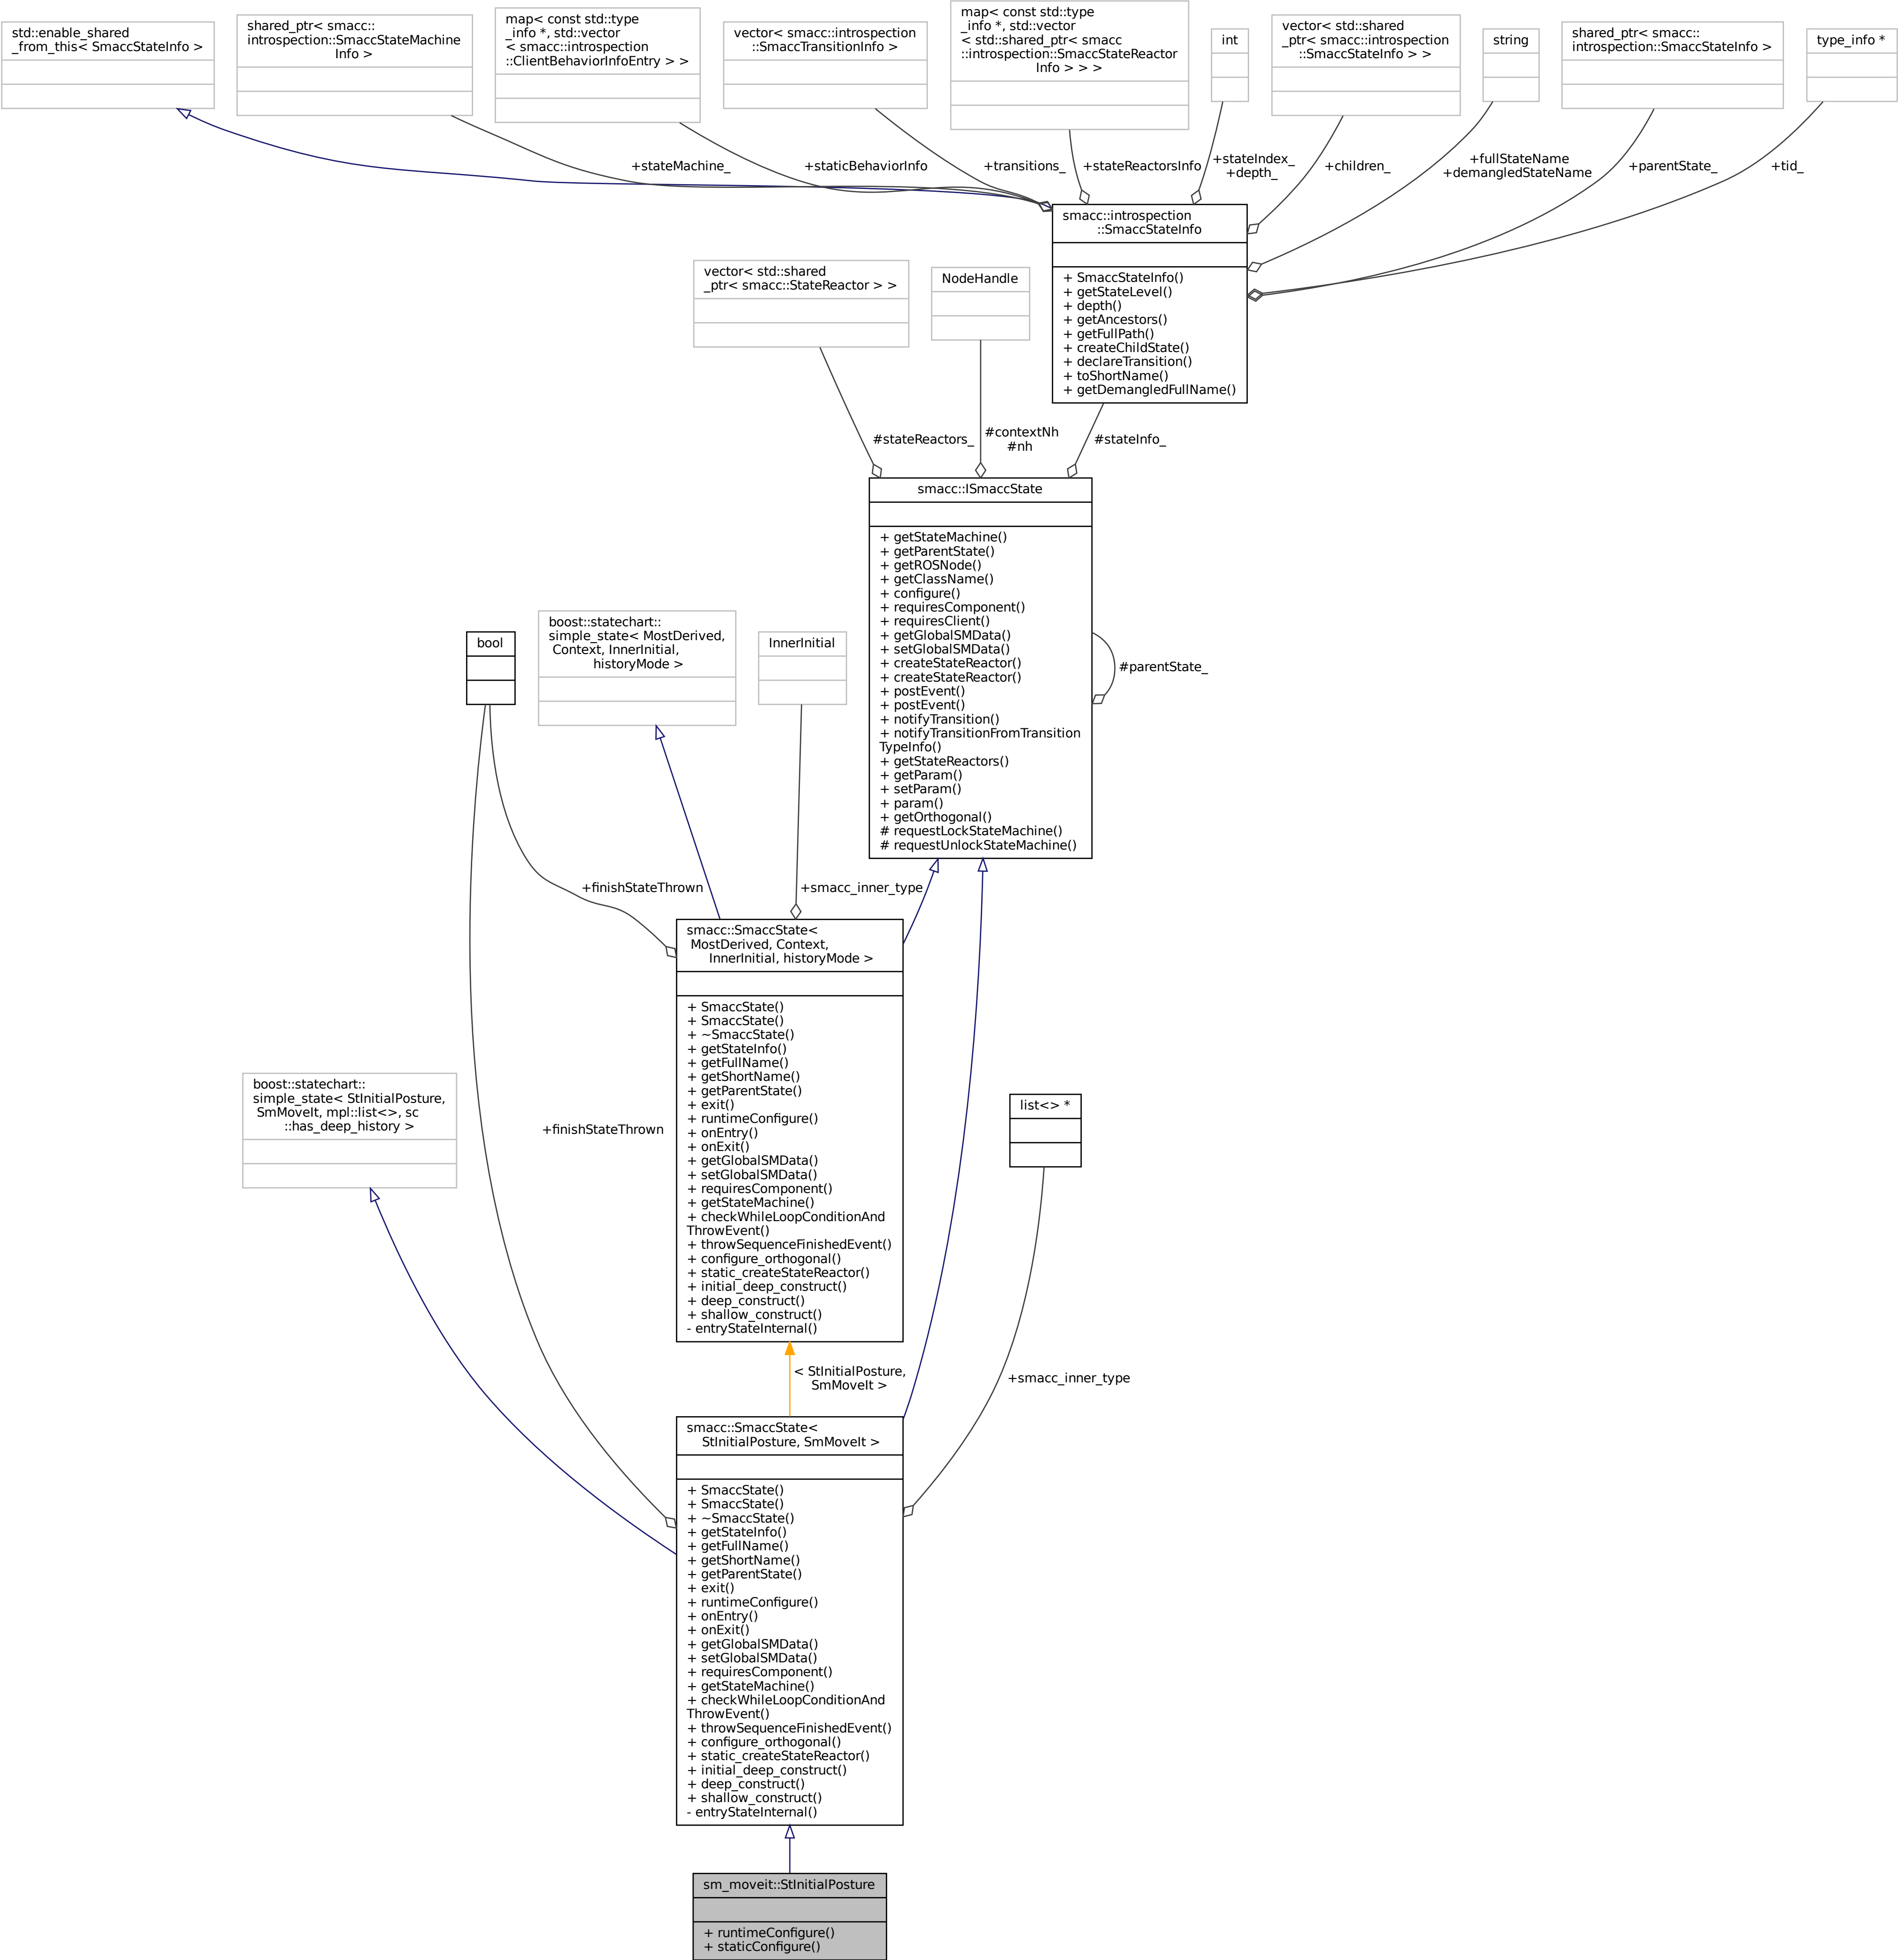 std::enable_shared
_from_this< SmaccStateInfo >
shared_ptr< smacc::
introspection::SmaccStateMachine
Info >
map< const std::type
_info *, std::vector
< smacc::introspection
::ClientBehaviorInfoEntry > >
vector< smacc::introspection
::SmaccTransitionInfo >
map< const std::type
_info *, std::vector
< std::shared_ptr< smacc
::introspection::SmaccStateReactor
Info > > >
int
vector< std::shared
_ptr< smacc::introspection
::SmaccStateInfo > >
string
shared_ptr< smacc::
introspection::SmaccStateInfo >
type_info *
+stateMachine_
+staticBehaviorInfo
+transitions_
+stateReactorsInfo
+stateIndex_
+depth_
+children_
+fullStateName
+demangledStateName
+parentState_
+tid_
smacc::introspection
::SmaccStateInfo
+ SmaccStateInfo()
+ getStateLevel()
+ depth()
+ getAncestors()
+ getFullPath()
+ createChildState()
+ declareTransition()
+ toShortName()
+ getDemangledFullName()
vector< std::shared
_ptr< smacc::StateReactor > >
NodeHandle
#stateReactors_
#contextNh
#nh
#stateInfo_
smacc::ISmaccState
+ getStateMachine()
+ getParentState()
+ getROSNode()
+ getClassName()
+ configure()
+ requiresComponent()
+ requiresClient()
+ getGlobalSMData()
+ setGlobalSMData()
+ createStateReactor()
+ createStateReactor()
+ postEvent()
+ postEvent()
+ notifyTransition()
+ notifyTransitionFromTransition
TypeInfo()
+ getStateReactors()
+ getParam()
+ setParam()
+ param()
+ getOrthogonal()
# requestLockStateMachine()
# requestUnlockStateMachine()
#parentState_
bool
boost::statechart::
simple_state< MostDerived,
Context, InnerInitial,
historyMode >
InnerInitial
+finishStateThrown
+smacc_inner_type
smacc::SmaccState<
MostDerived, Context,
InnerInitial, historyMode >
+ SmaccState()
+ SmaccState()
+ ~SmaccState()
+ getStateInfo()
+ getFullName()
+ getShortName()
+ getParentState()
+ exit()
+ runtimeConfigure()
+ onEntry()
+ onExit()
+ getGlobalSMData()
+ setGlobalSMData()
+ requiresComponent()
+ getStateMachine()
+ checkWhileLoopConditionAnd
ThrowEvent()
+ throwSequenceFinishedEvent()
+ configure_orthogonal()
+ static_createStateReactor()
+ initial_deep_construct()
+ deep_construct()
+ shallow_construct()
- entryStateInternal()
boost::statechart::
simple_state< StInitialPosture,
SmMoveIt, mpl::list<>, sc
::has_deep_history >
+finishStateThrown
list<> *
< StInitialPosture,
SmMoveIt >
+smacc_inner_type
smacc::SmaccState<
StInitialPosture, SmMoveIt >
+ SmaccState()
+ SmaccState()
+ ~SmaccState()
+ getStateInfo()
+ getFullName()
+ getShortName()
+ getParentState()
+ exit()
+ runtimeConfigure()
+ onEntry()
+ onExit()
+ getGlobalSMData()
+ setGlobalSMData()
+ requiresComponent()
+ getStateMachine()
+ checkWhileLoopConditionAnd
ThrowEvent()
+ throwSequenceFinishedEvent()
+ configure_orthogonal()
+ static_createStateReactor()
+ initial_deep_construct()
+ deep_construct()
+ shallow_construct()
- entryStateInternal()
sm_moveit::StInitialPosture
+ runtimeConfigure()
+ staticConfigure()